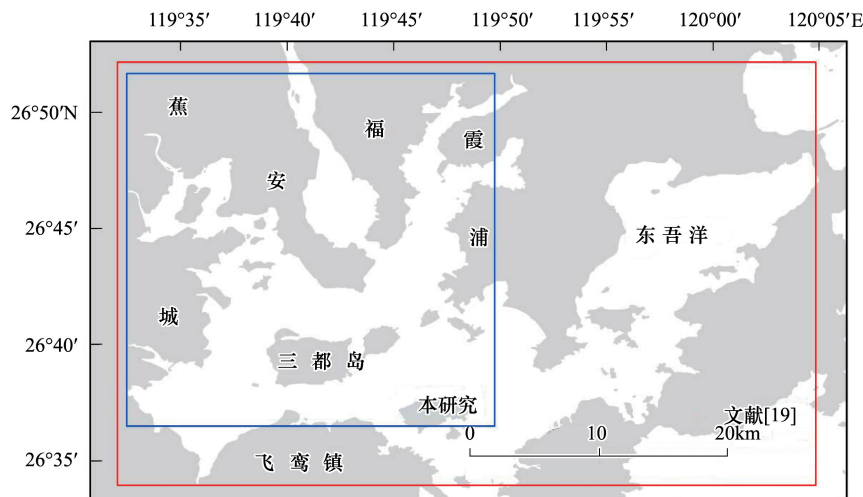 119°35′ 119°40′ 119°45′ 119°50′ 119°55′ 120°00′ 120°05′E
26°50′N
26°45′
26°40′
26°35′
蕉
福
霞
安
浦
东吾洋
城
三都岛
本研究
文献[19]
0 10 20km
飞鸾镇